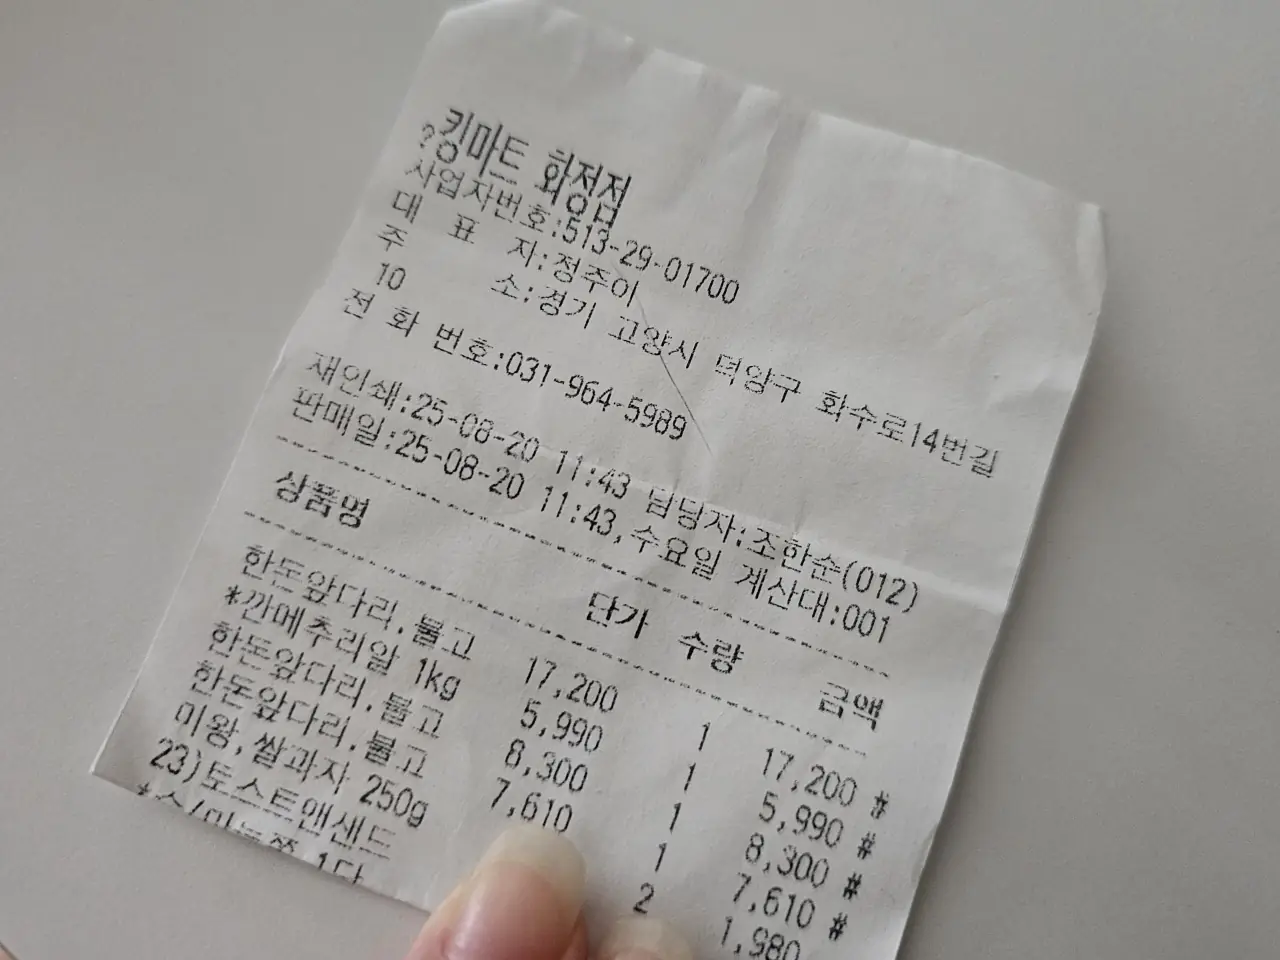 킹마트 화정점
?사업자번호:513-29-01700
대 표 자:정주이
주 소:경기 고양시 덕양구 화수로14번길
10
전 화 번호:031-964-5989
재인쇄:25-08-20 11:43 담당자:조한순(012)
판매일:25-08-20 11:43,수요일 계산대:001
상품명 단가 수량 금액
한돈앞다리.불고 17,200 1 17,200 #
*깐메추리알 1kg 5,990 1 5,990 #
한돈앞다리.불고 8,300 1 8,300 #
한돈앞다리.불고 7,610 1 7,610 #
미왕,쌀과자 250g 2 1,980
23)토스트앤샌드